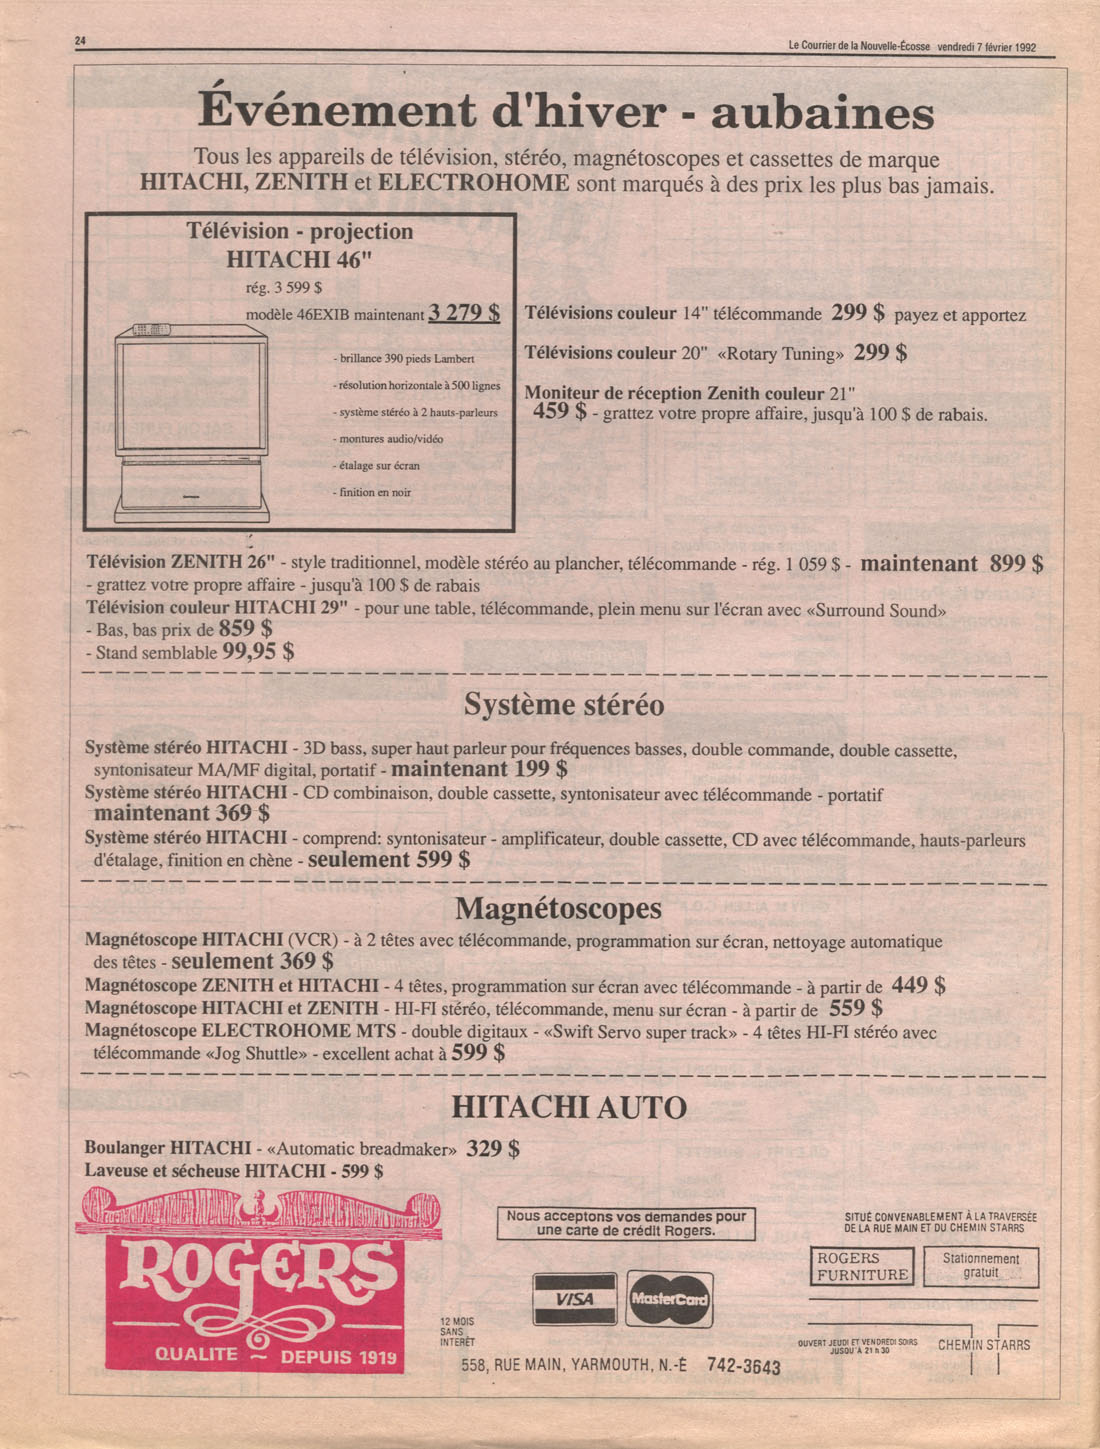 24
Le Courrier de la Nouvelle-Écosse vendredi 7 février 1992
Événement d'hiver - aubaines
Tous les appareils de télévision, stéréo, magnétoscopes et cassettes de marque
HITACHI, ZENITH et ELECTROHOME sont marqués à des prix les plus bas jamais.
Télévision - projection
HITACHI 46"
rég. 3 599 $
modèle 46EXIB maintenant 3 279 $
- brillance 390 pieds Lambert
- résolution horizontale à 500 lignes
- système stéréo à 2 hauts-parleurs
- montures audio/vidéo
- étalage sur écran
- finition en noir
Télévisions couleur 14" télécommande 299 $ payez et apportez
Télévisions couleur 20" «Rotary Tuning» 299 $
Moniteur de réception Zenith couleur 21"
459 $ - grattez votre propre affaire, jusqu'à 100 $ de rabais.
Télévision ZENITH 26" - style traditionnel, modèle stéréo au plancher, télécommande - rég. 1 059 $ - maintenant 899 $
- grattez votre propre affaire - jusqu'à 100 $ de rabais
Télévision couleur HITACHI 29" - pour une table, télécommande, plein menu sur l'écran avec «Surround Sound»
- Bas, bas prix de 859 $
- Stand semblable 99,95 $
Système stéréo
Système stéréo HITACHI - 3D bass, super haut parleur pour fréquences basses, double commande, double cassette,
syntonisateur MA/MF digital, portatif - maintenant 199 $
Système stéréo HITACHI - CD combinaison, double cassette, syntonisateur avec télécommande - portatif
maintenant 369 $
Système stéréo HITACHI - comprend: syntonisateur - amplificateur, double cassette, CD avec télécommande, hauts-parleurs
d'étalage, finition en chène - seulement 599 $
Magnétoscopes
Magnétoscope HITACHI (VCR) - à 2 têtes avec télécommande, programmation sur écran, nettoyage automatique
des têtes - seulement 369 $
Magnétoscope ZENITH et HITACHI - 4 têtes, programmation sur écran avec télécommande - à partir de 449 $
Magnétoscope HITACHI et ZENITH - HI-FI stéréo, télécommande, menu sur écran - à partir de 559 $
Magnétoscope ELECTROHOME MTS - double digitaux - «Swift Servo super track» - 4 têtes HI-FI stéréo avec
télécommande «Jog Shuttle» - excellent achat à 599 $
HITACHI AUTO
Boulanger HITACHI - «Automatic breadmaker» 329 $
Laveuse et sécheuse HITACHI - 599 $
ROGERS
QUALITE ~ DEPUIS 1919
Nous acceptons vos demandes pour
une carte de crédit Rogers.
VISA
MasterCard
12 MOIS
SANS
INTERÊT
558, RUE MAIN, YARMOUTH, N.-É 742-3643
SITUÉ CONVENABLEMENT À LA TRAVERSÉE
DE LA RUE MAIN ET DU CHEMIN STARRS
ROGERS
FURNITURE
Stationnement
gratuit
OUVERT JEUDI ET VENDREDI SOIRS
JUSQU'À 21 h 30
CHEMIN STARRS